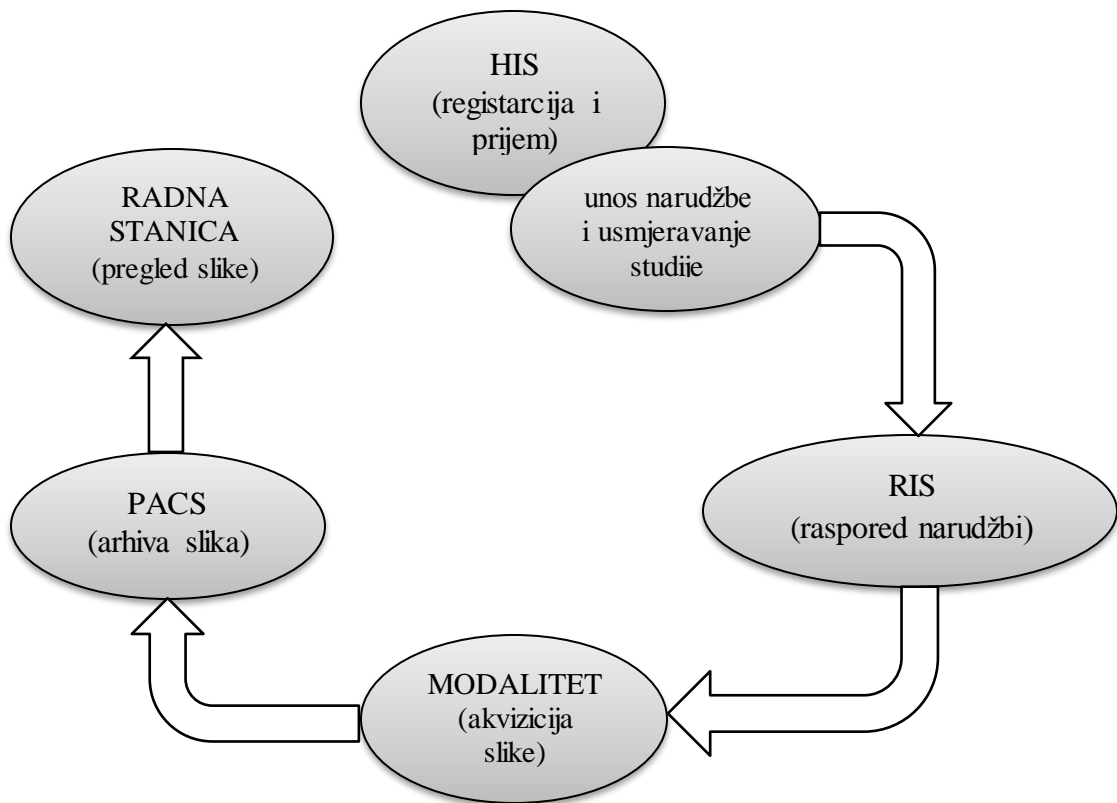 HIS
(registarcija i
prijem)
unos narudžbe
i usmjeravanje
studije
RIS
(raspored narudžbi)
MODALITET
(akvizicija
slike)
PACS
(arhiva slika)
RADNA
STANICA
(pregled slike)